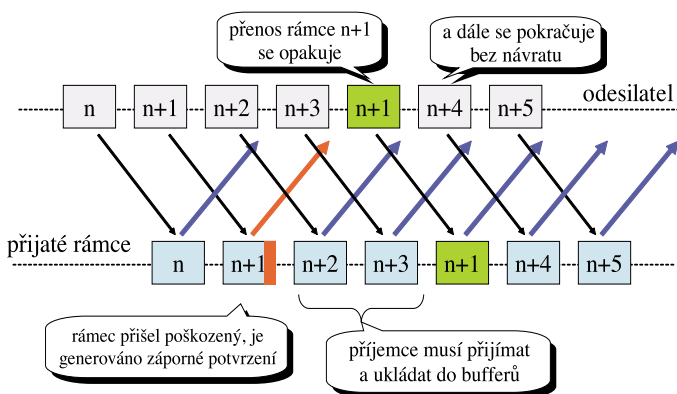 přenos rámce n+1
se opakuje
a dále se pokračuje
bez návratu
n n+1 n+2 n+3 n+1 n+4 n+5
odesilatel
přijaté rámce
n n+1 n+2 n+3 n+1 n+4 n+5
rámec přišel poškozený, je
generováno záporné potvrzení
příjemce musí přijímat
a ukládat do bufferů